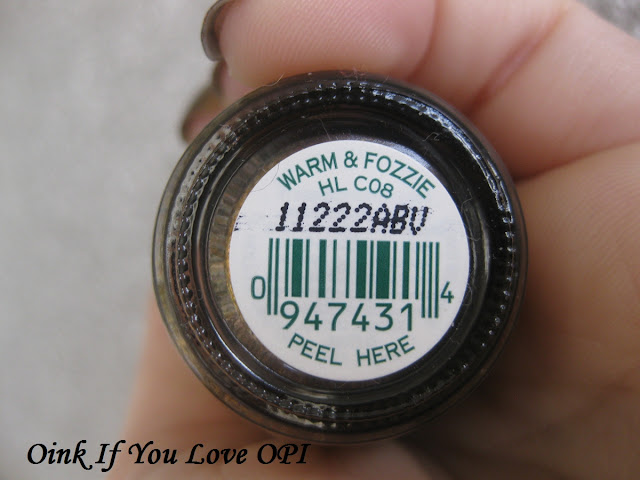 WARM & FOZZIE
HL C08
11222ABV
0 947431 4
PEEL HERE
Oink If You Love OPI